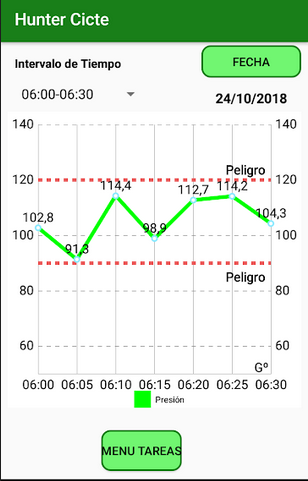 Hunter Cicte
Intervalo de Tiempo
FECHA
06:00-06:30
24/10/2018
140 140
Peligro
120 120
114,4 112,7 114,2
102,8 98,9 104,3
91,3
100 100
Peligro
80 80
60 60
Gº
06:00 06:05 06:10 06:15 06:20 06:25 06:30
Presión
MENU TAREAS